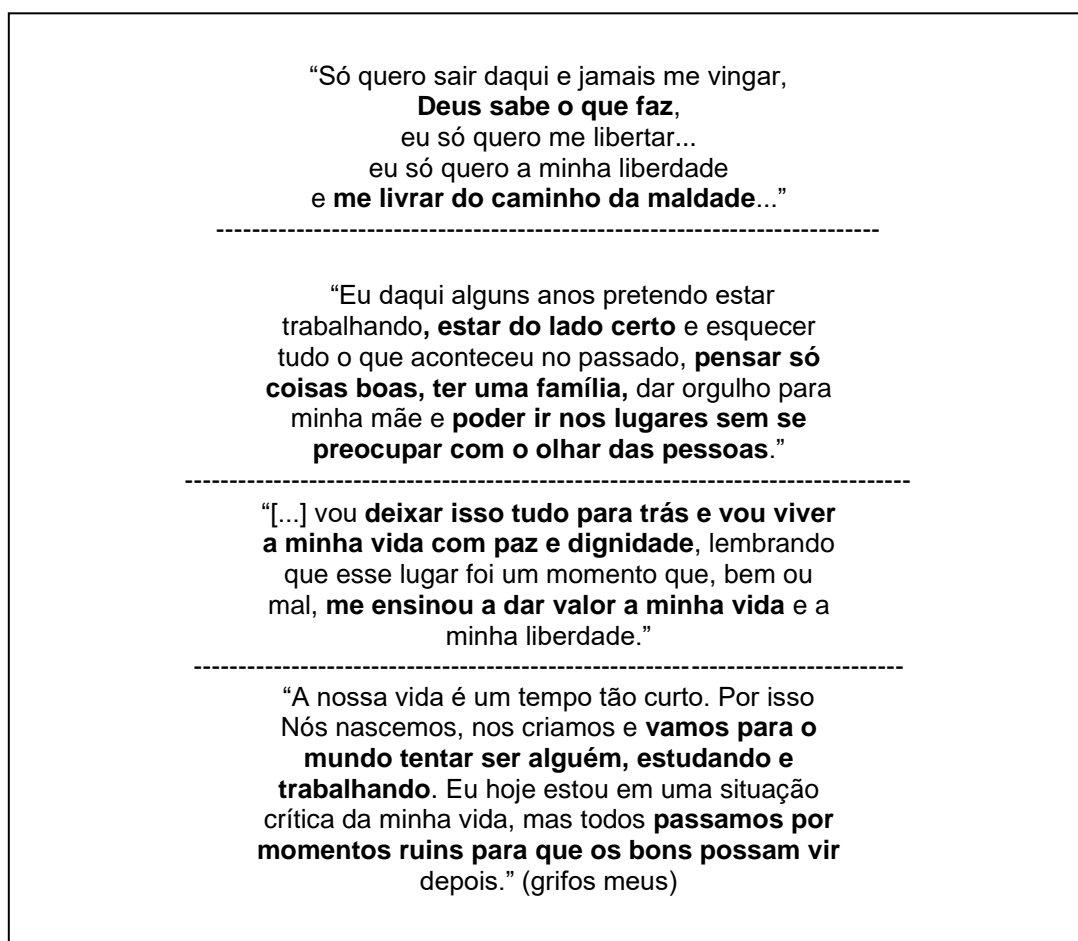 “Só quero sair daqui e jamais me vingar,
Deus sabe o que faz,
eu só quero me libertar...
eu só quero a minha liberdade
e me livrar do caminho da maldade...”
--------------------------------------------------------------------------
“Eu daqui alguns anos pretendo estar
trabalhando, estar do lado certo e esquecer
tudo o que aconteceu no passado, pensar só
coisas boas, ter uma família, dar orgulho para
minha mãe e poder ir nos lugares sem se
preocupar com o olhar das pessoas.”
---------------------------------------------------------------------------------
“[...] vou deixar isso tudo para trás e vou viver
a minha vida com paz e dignidade, lembrando
que esse lugar foi um momento que, bem ou
mal, me ensinou a dar valor a minha vida e a
minha liberdade.”
-------------------------------------------------------------------------------
“A nossa vida é um tempo tão curto. Por isso
Nós nascemos, nos criamos e vamos para o
mundo tentar ser alguém, estudando e
trabalhando. Eu hoje estou em uma situação
crítica da minha vida, mas todos passamos por
momentos ruins para que os bons possam vir
depois.” (grifos meus)